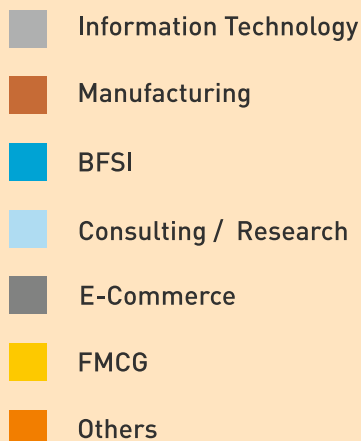 Information Technology
Manufacturing
BFSI
Consulting / Research
E-Commerce
FMCG
Others